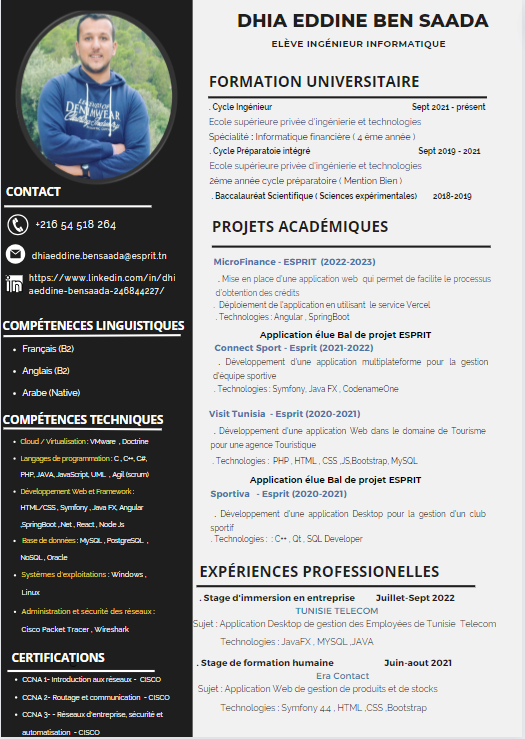 DHIA EDDINE BEN SAADA
ELÈVE INGÉNIEUR INFORMATIQUE
CONTACT
+216 54 518 264
dhiaeddine.bensaada@esprit.tn
https://www.linkedin.com/in/dhi
aeddine-bensaada-246844227/
COMPÉTENECES LINGUISTIQUES
• Français (B2)
• Anglais (B2)
• Arabe (Native)
COMPÉTENCES TECHNIQUES
• Cloud / Virtualisation : VMware , Doctrine
• Langages de programmation : C , C++, C#,
PHP, JAVA, JavaScript, UML , Agil (scrum)
• Développement Web et Framework :
HTML/CSS , Symfony , Java FX, Angular
,SpringBoot , Net , React , Node Js
• Base de données : MySQL , PostgreSQL ,
NoSQL , Oracle
• Systèmes d'exploitations : Windows ,
Linux
• Administration et sécurité des réseaux :
Cisco Packet Tracer , Wireshark
CERTIFICATIONS
• CCNA 1- Introduction aux réseaux - CISCO
• CCNA 2- Routage et communication - CISCO
• CCNA 3- - Réseaux d'entreprise, sécurité et
automatisation - CISCO
FORMATION UNIVERSITAIRE
. Cycle Ingénieur Sept 2021 - présent
Ecole supérieure privée d'ingénierie et technologies
Spécialité : Informatique financière ( 4 ème année )
. Cycle Préparatoie intégré Sept 2019 - 2021
Ecole supérieure privée d'ingénierie et technologies
2éme année cycle préparatoire ( Mention Bien )
. Baccalauréat Scientifique ( Sciences expérimentales) 2018-2019
PROJETS ACADÉMIQUES
MicroFinance - ESPRIT (2022-2023)
. Mise en place d'une application web qui permet de facilite le processus
d'obtention des crédits
. Déploiement de l'application en utilisant le service Vercel
. Technologies : Angular , SpringBoot
Application élue Bal de projet ESPRIT
Connect Sport - Esprit (2021-2022)
. Développement d'une application multiplateforme pour la gestion
d'équipe sportive
. Technologies : Symfony, Java FX , CodenameOne
Visit Tunisia - Esprit (2020-2021)
. Développement d'une application Web dans le domaine de Tourisme
pour une agence Touristique
. Technologies : PHP , HTML , CSS ,JS,Bootstrap, MySQL
Application élue Bal de projet ESPRIT
Sportiva - Esprit (2020-2021)
. Développement d'une application Desktop pour la gestion d'un club
sportif
. Technologies : : C++ , Qt , SQL Developer
EXPÉRIENCES PROFESSIONELLES
. Stage d'immersion en entreprise Juillet-Sept 2022
TUNISIE TELECOM
Sujet : Application Desktop de gestion des Employées de Tunisie Telecom
Technologies : JavaFX , MYSQL ,JAVA
. Stage de formation humaine Juin-aout 2021
Era Contact
Sujet : Application Web de gestion de produits et de stocks
Technologies : Symfony 4.4 , HTML ,CSS ,Bootstrap